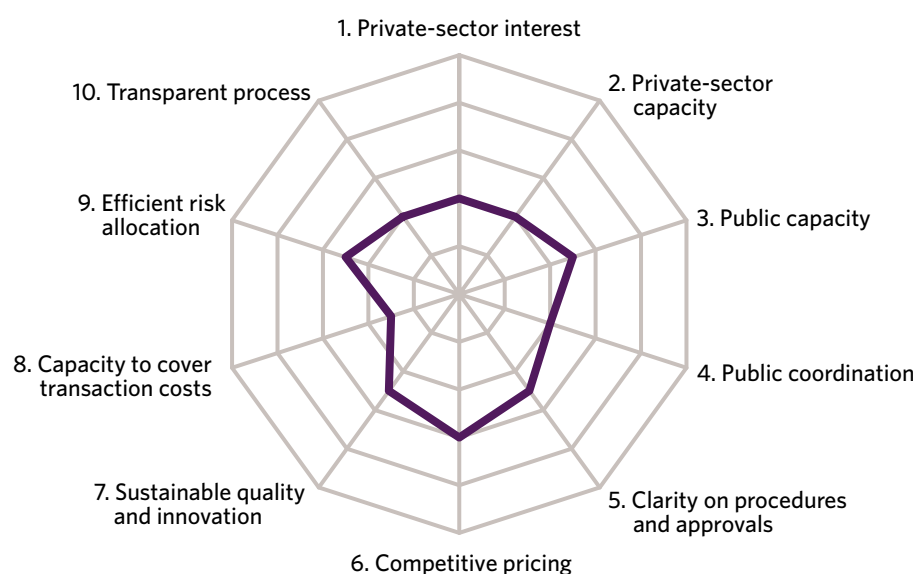 1. Private-sector interest
2. Private-sector
capacity
3. Public capacity
4. Public coordination
5. Clarity on procedures
and approvals
6. Competitive pricing
7. Sustainable quality
and innovation
8. Capacity to cover
transaction costs
9. Efficient risk
allocation
10. Transparent process